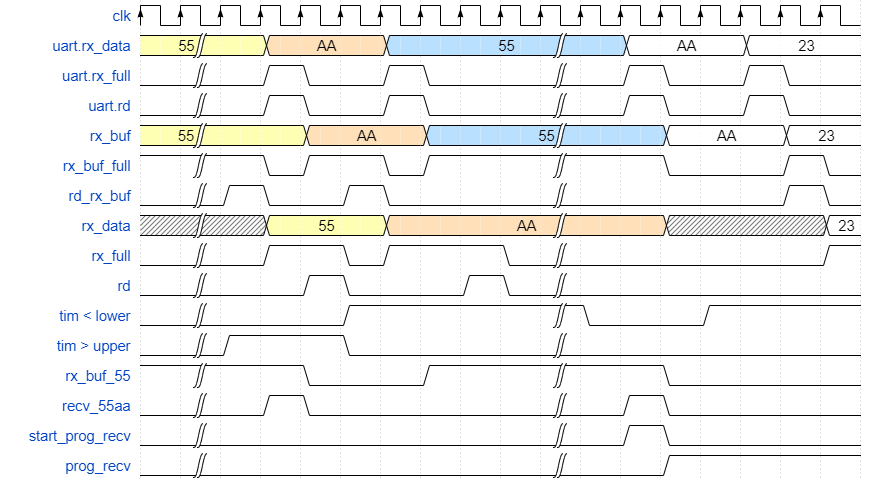 clk
uart.rx_data 55 AA 55 AA 23
uart.rx_full
uart.rd
rx_buf 55 AA 55 AA 23
rx_buf_full
rd_rx_buf
rx_data 55 AA 23
rx_full
rd
tim < lower
tim > upper
rx_buf_55
recv_55aa
start_prog_recv
prog_recv